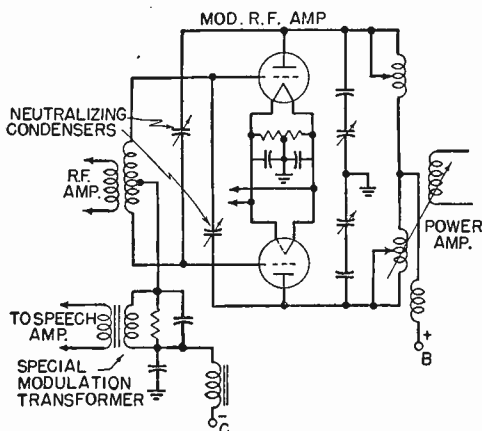 MOD. R.F. AMP
NEUTRALIZING
CONDENSERS
R.F.
AMP.
POWER
AMP.
TO SPEECH
AMP.
SPECIAL
MODULATION
TRANSFORMER
+
B
–
C